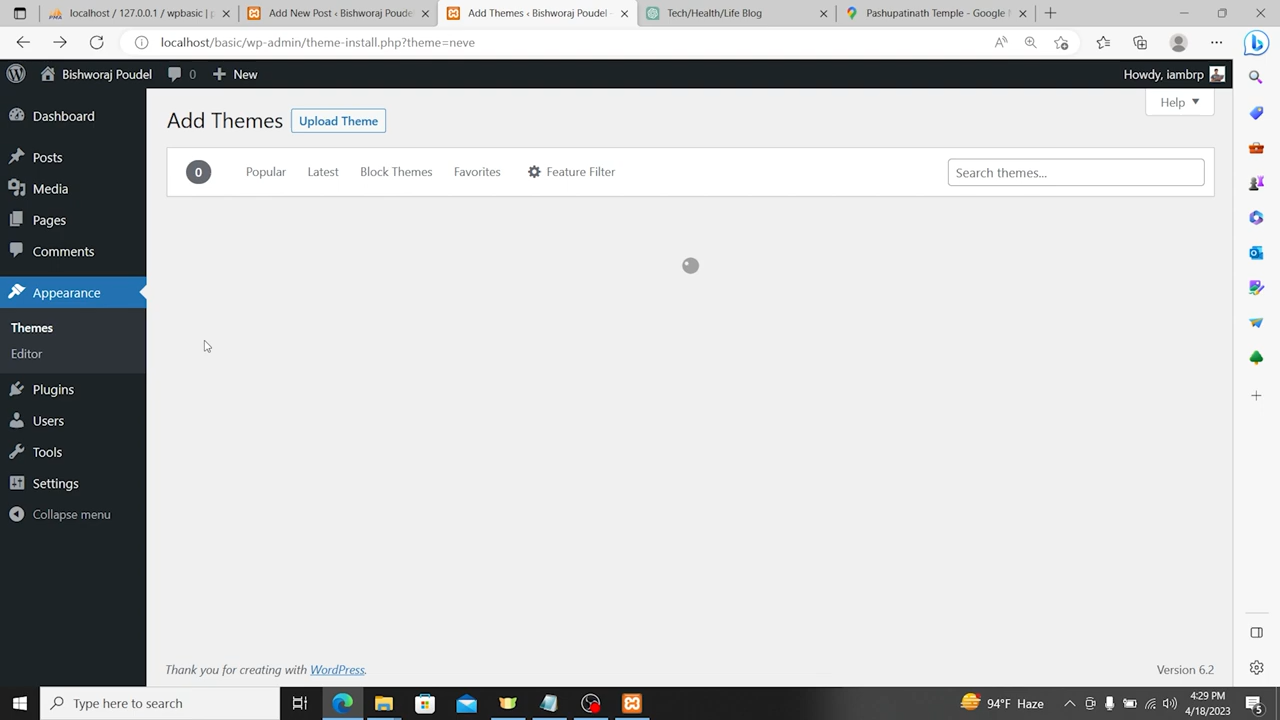 localhost / 127.0.0.1 / wpbasic | p
Add New Post ‹ Bishworaj Poudel
Add Themes ‹ Bishworaj Poudel –
Tech/Health/Life Blog
Pashupatinath Temple - Google
localhost/basic/wp-admin/theme-install.php?theme=neve
Bishworaj Poudel
0
New
Howdy, iambrp
Dashboard
Posts
Media
Pages
Comments
Appearance
Themes
Editor
Plugins
Users
Tools
Settings
Collapse menu
Help
Add Themes
Upload Theme
0
Popular
Latest
Block Themes
Favorites
Feature Filter
Search themes...
Thank you for creating with WordPress.
Version 6.2
Type here to search
94°F Haze
4:29 PM
4/18/2023
5